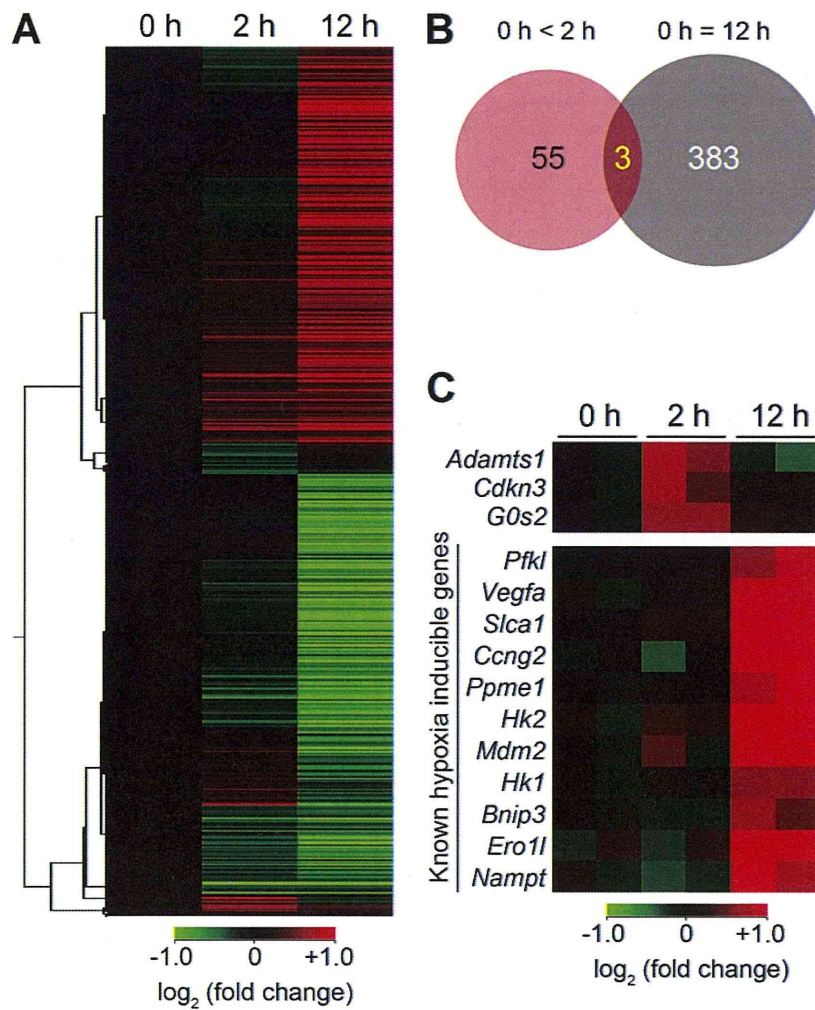 A
0 h 2 h 12 h
-1.0 0 +1.0
log2 (fold change)
B
0 h < 2 h 0 h = 12 h
55 3 383
C
0 h 2 h 12 h
Adamts1
Cdkn3
G0s2
Known hypoxia inducible genes
Pfkl
Vegfa
Slca1
Ccng2
Ppme1
Hk2
Mdm2
Hk1
Bnip3
Ero1l
Nampt
-1.0 0 +1.0
log2 (fold change)